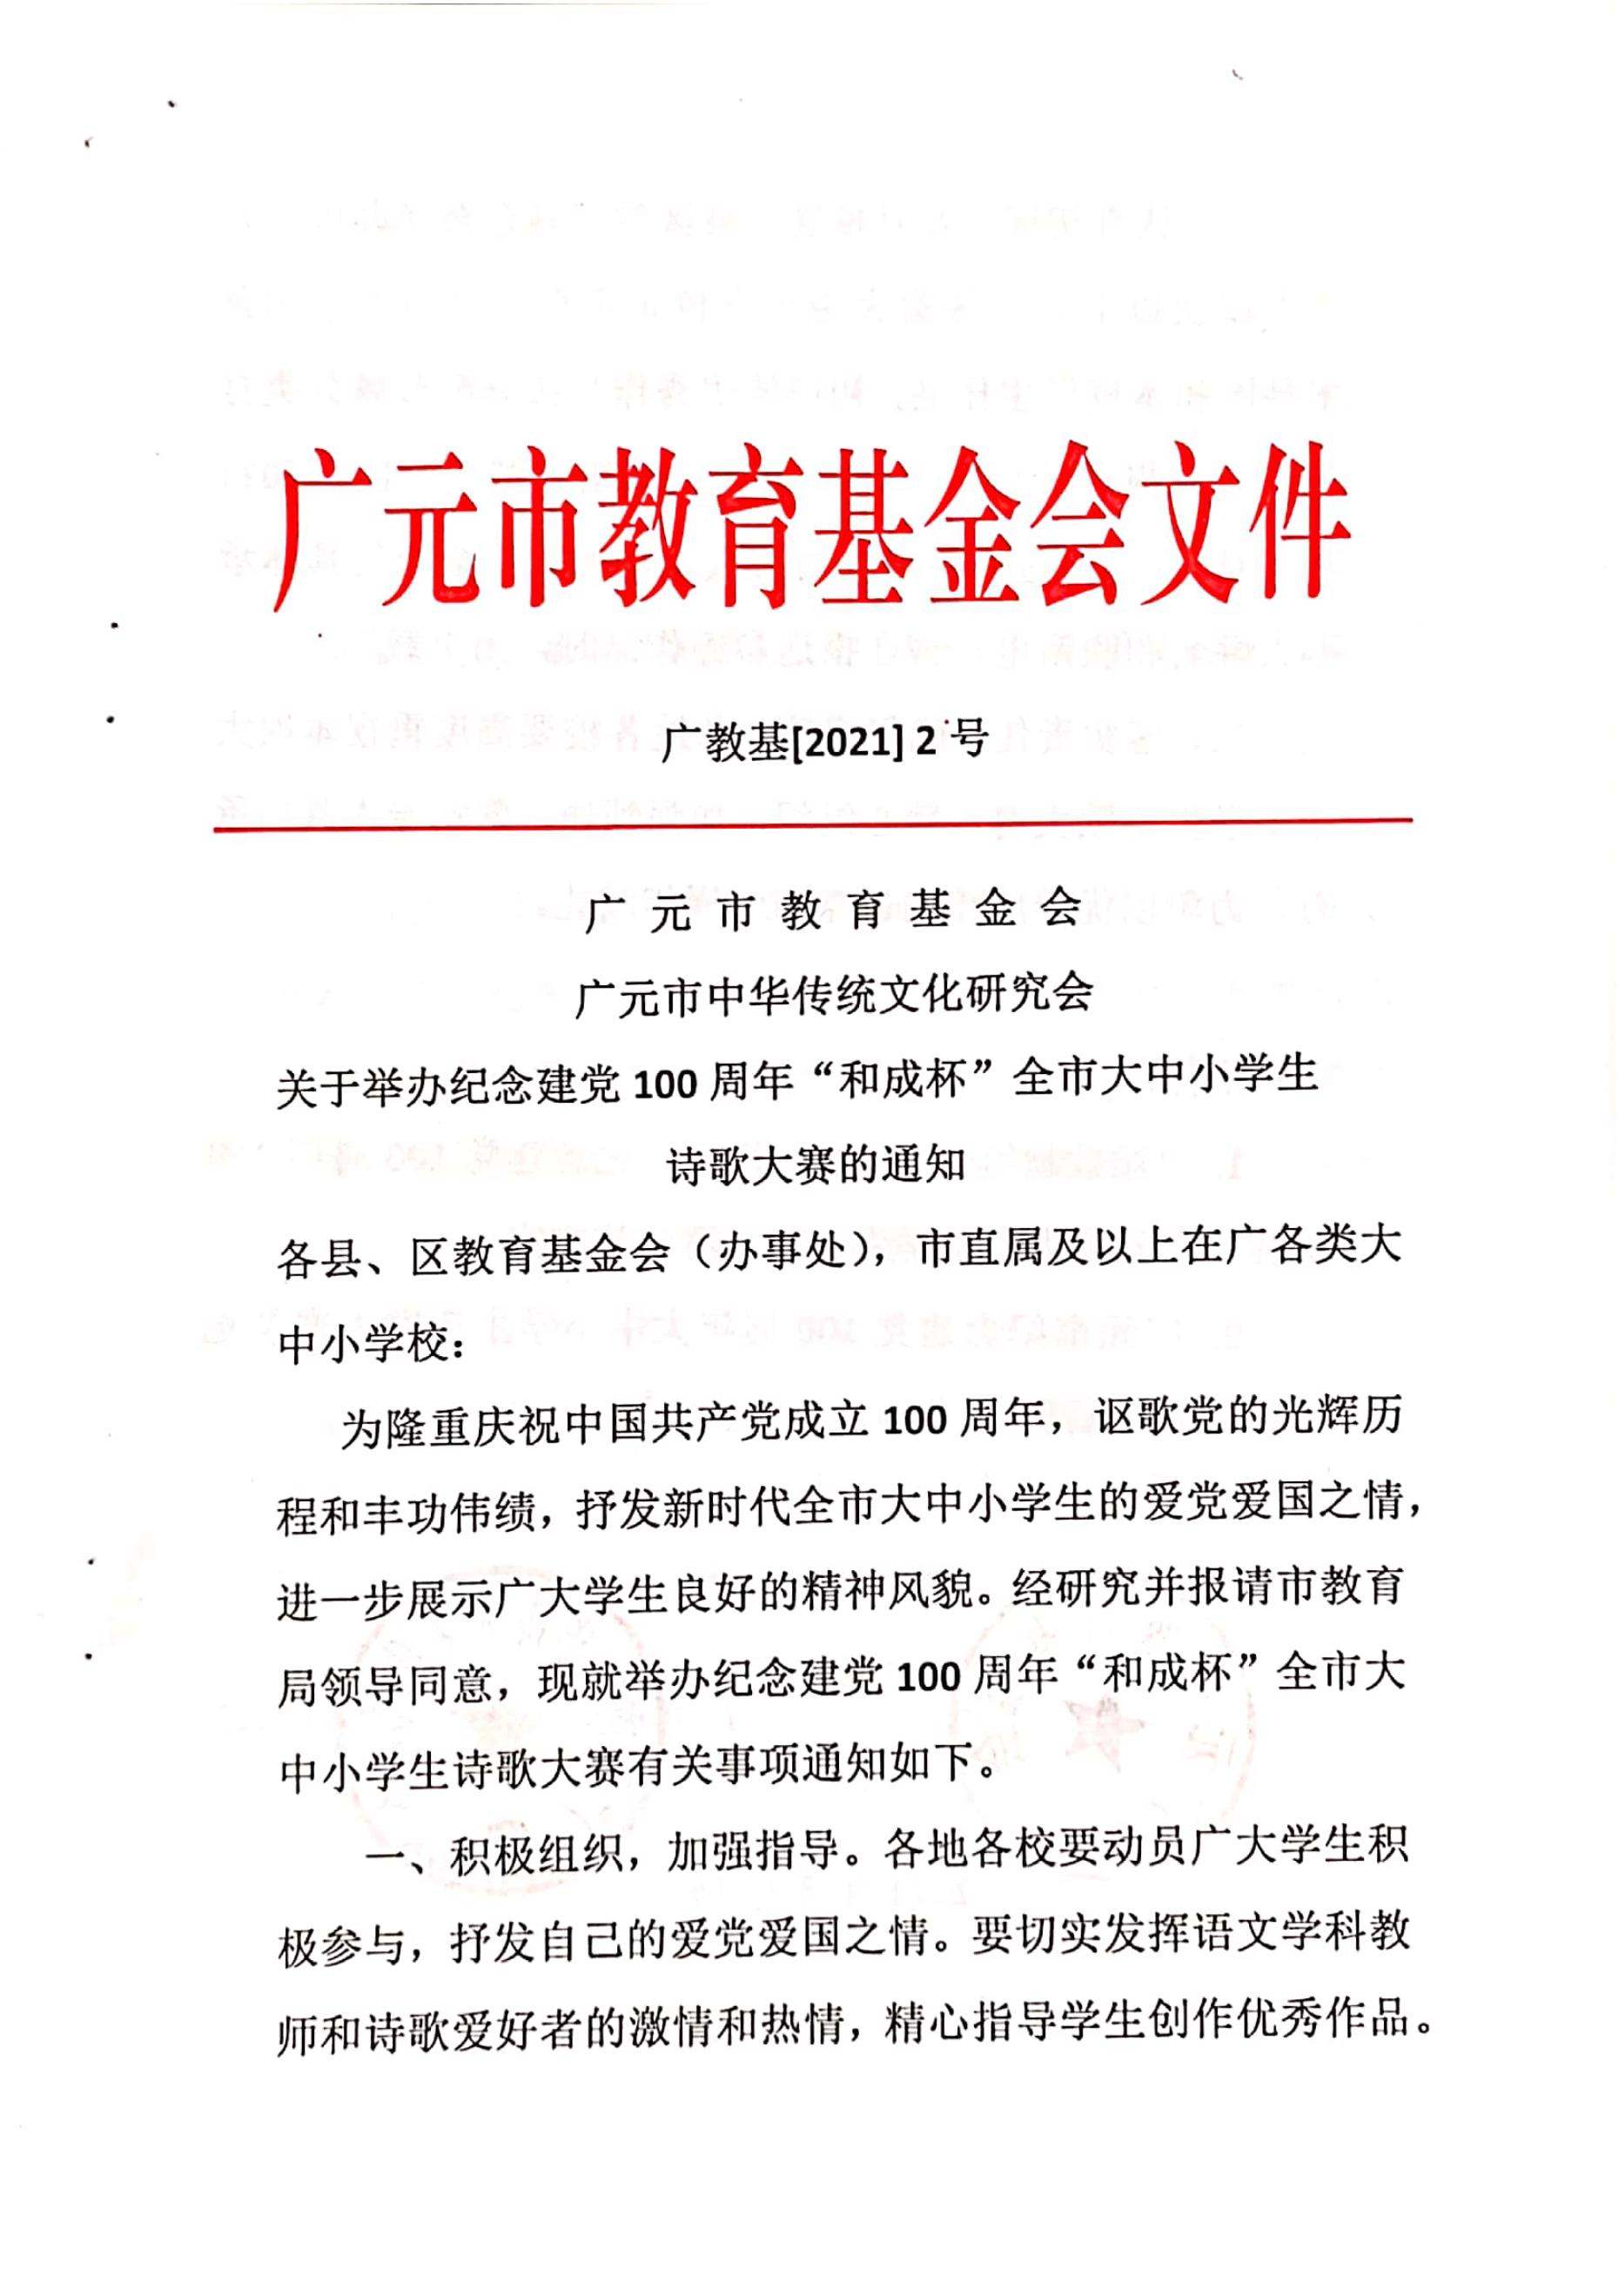 广元市教育基金会文件
广教基[2021] 2 号
广元市教育基金会
广元市中华传统文化研究会
关于举办纪念建党 100 周年“和成杯”全市大中小学生
诗歌大赛的通知
各县、区教育基金会（办事处），市直属及以上在广各类大
中小学校：
为隆重庆祝中国共产党成立 100 周年，讴歌党的光辉历
程和丰功伟绩，抒发新时代全市大中小学生的爱党爱国之情，
进一步展示广大学生良好的精神风貌。经研究并报请市教育
局领导同意，现就举办纪念建党 100 周年“和成杯”全市大
中小学生诗歌大赛有关事项通知如下。
一、积极组织，加强指导。各地各校要动员广大学生积
极参与，抒发自己的爱党爱国之情。要切实发挥语文学科教
师和诗歌爱好者的激情和热情，精心指导学生创作优秀作品。